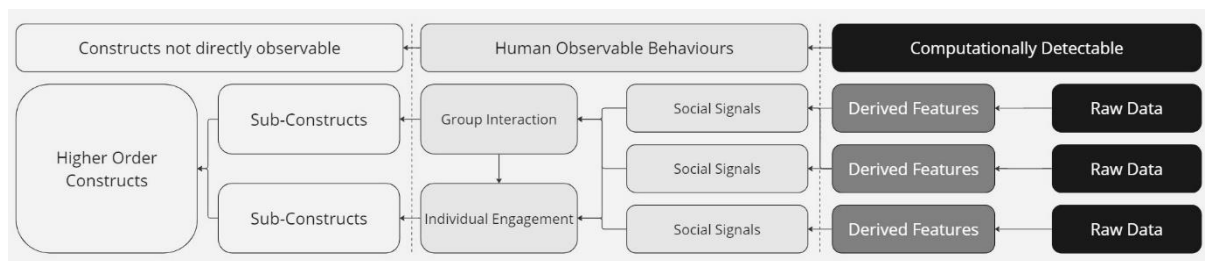 Constructs not directly observable
Human Observable Behaviours
Computationally Detectable
Higher Order
Constructs
Sub-Constructs
Sub-Constructs
Group Interaction
Individual Engagement
Social Signals
Social Signals
Social Signals
Derived Features
Derived Features
Derived Features
Raw Data
Raw Data
Raw Data